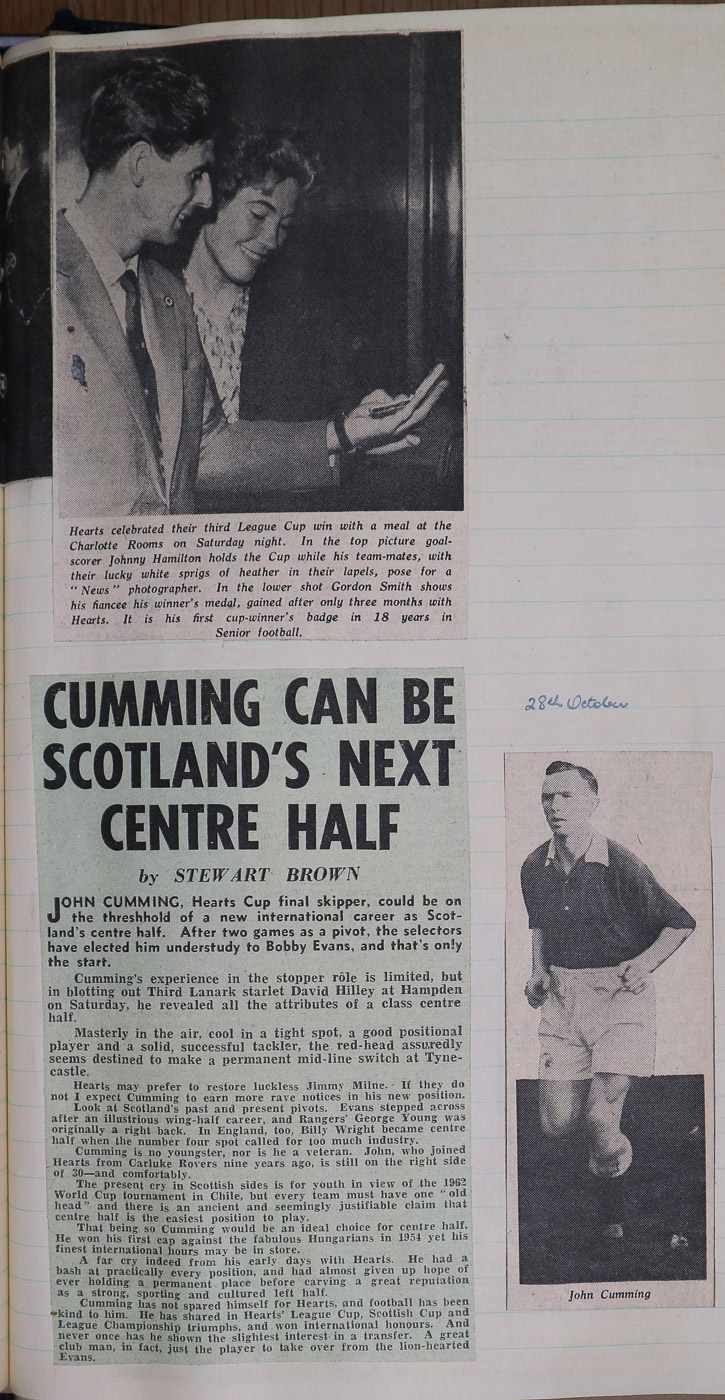 Hearts celebrated their third League Cup win with a meal at the
Charlotte Rooms on Saturday night. In the top picture goal-
scorer Johnny Hamilton holds the Cup while his team-mates, with
their lucky white sprigs of heather in their lapels, pose for a
" News " photographer. In the lower shot Gordon Smith shows
his fiancee his winner's medal, gained after only three months with
Hearts. It is his first cup-winner's badge in 18 years in
Senior football.
CUMMING CAN BE
SCOTLAND'S NEXT
CENTRE HALF
by STEWART BROWN
JOHN CUMMING, Hearts Cup final skipper, could be on
the threshhold of a new international career as Scot-
land's centre half. After two games as a pivot, the selectors
have elected him understudy to Bobby Evans, and that's only
the start.
Cumming's experience in the stopper rôle is limited, but
in blotting out Third Lanark starlet David Hilley at Hampden
on Saturday, he revealed all the attributes of a class centre
half.
Masterly in the air, cool in a tight spot, a good positional
player and a solid, successful tackler, the red-head assuredly
seems destined to make a permanent mid-line switch at Tyne-
castle.
Hearts may prefer to restore luckless Jimmy Milne. If they do
not I expect Cumming to earn more rave notices in his new position.
Look at Scotland's past and present pivots. Evans stepped across
after an illustrious wing-half career, and Rangers' George Young was
originally a right back. In England, too, Billy Wright became centre
half when the number four spot called for too much industry.
Cumming is no youngster, nor is he a veteran. John, who joined
Hearts from Carluke Rovers nine years ago, is still on the right side
of 30—and comfortably.
The present cry in Scottish sides is for youth in view of the 1962
World Cup tournament in Chile, but every team must have one "old
head" and there is an ancient and seemingly justifiable claim that
centre half is the easiest position to play.
That being so Cumming would be an ideal choice for centre half.
He won his first cap against the fabulous Hungarians in 1954 yet his
finest international hours may be in store.
A far cry indeed from his early days with Hearts. He had a
bash at practically every position, and had almost given up hope of
ever holding a permanent place before carving a great reputation
as a strong, sporting and cultured left half.
Cumming has not spared himself for Hearts, and football has been
kind to him. He has shared in Hearts' League Cup, Scottish Cup and
League Championship triumphs, and won international honours. And
never once has he shown the slightest interest in a transfer. A great
club man, in fact, just the player to take over from the lion-hearted
Evans.
28th October
John Cumming